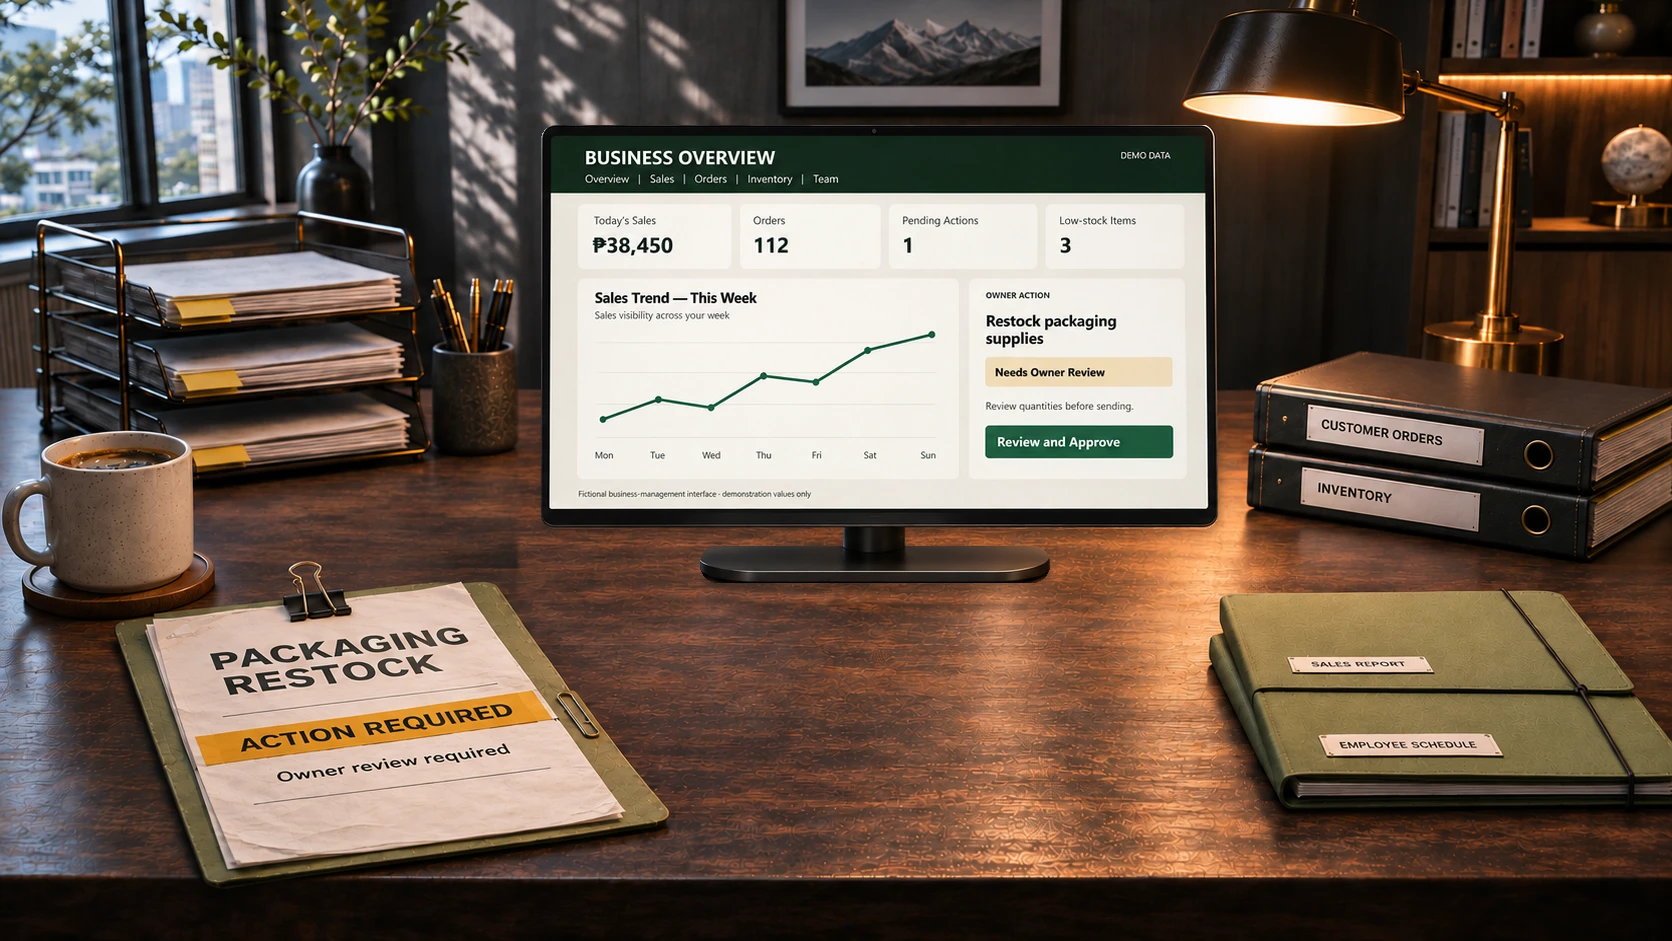 BUSINESS OVERVIEW
DEMO DATA
Overview | Sales | Orders | Inventory | Team
Today's Sales
₱38,450
Orders
112
Pending Actions
1
Low-stock Items
3
Sales Trend — This Week
Sales visibility across your week
Mon Tue Wed Thu Fri Sat Sun
OWNER ACTION
Restock packaging
supplies
Needs Owner Review
Review quantities before sending.
Review and Approve
Fictional business-management interface - demonstration values only
CUSTOMER ORDERS
INVENTORY
PACKAGING
RESTOCK
ACTION REQUIRED
Owner review required
SALES REPORT
EMPLOYEE SCHEDULE